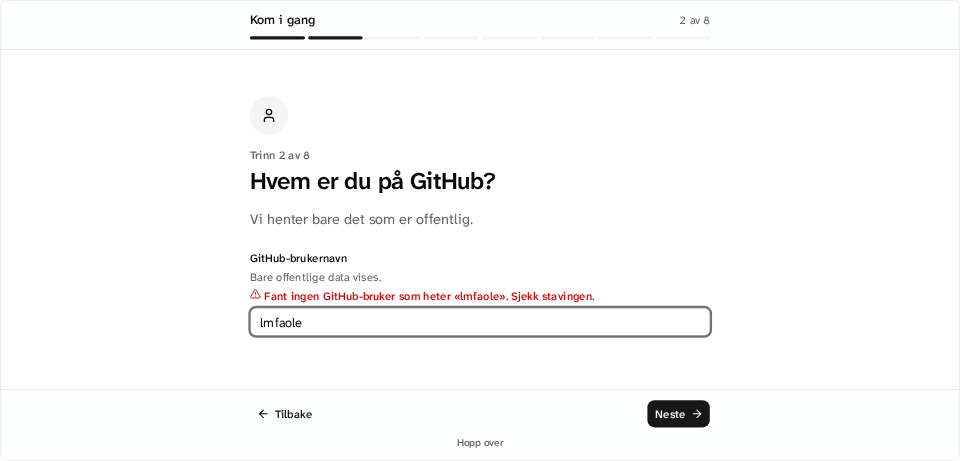 Kom i gang
2 av 8
Trinn 2 av 8
Hvem er du på GitHub?
Vi henter bare det som er offentlig.
GitHub-brukernavn
Bare offentlige data vises.
Fant ingen GitHub-bruker som heter «lmfaole». Sjekk stavingen.
lmfaole
Tilbake
Neste
Hopp over